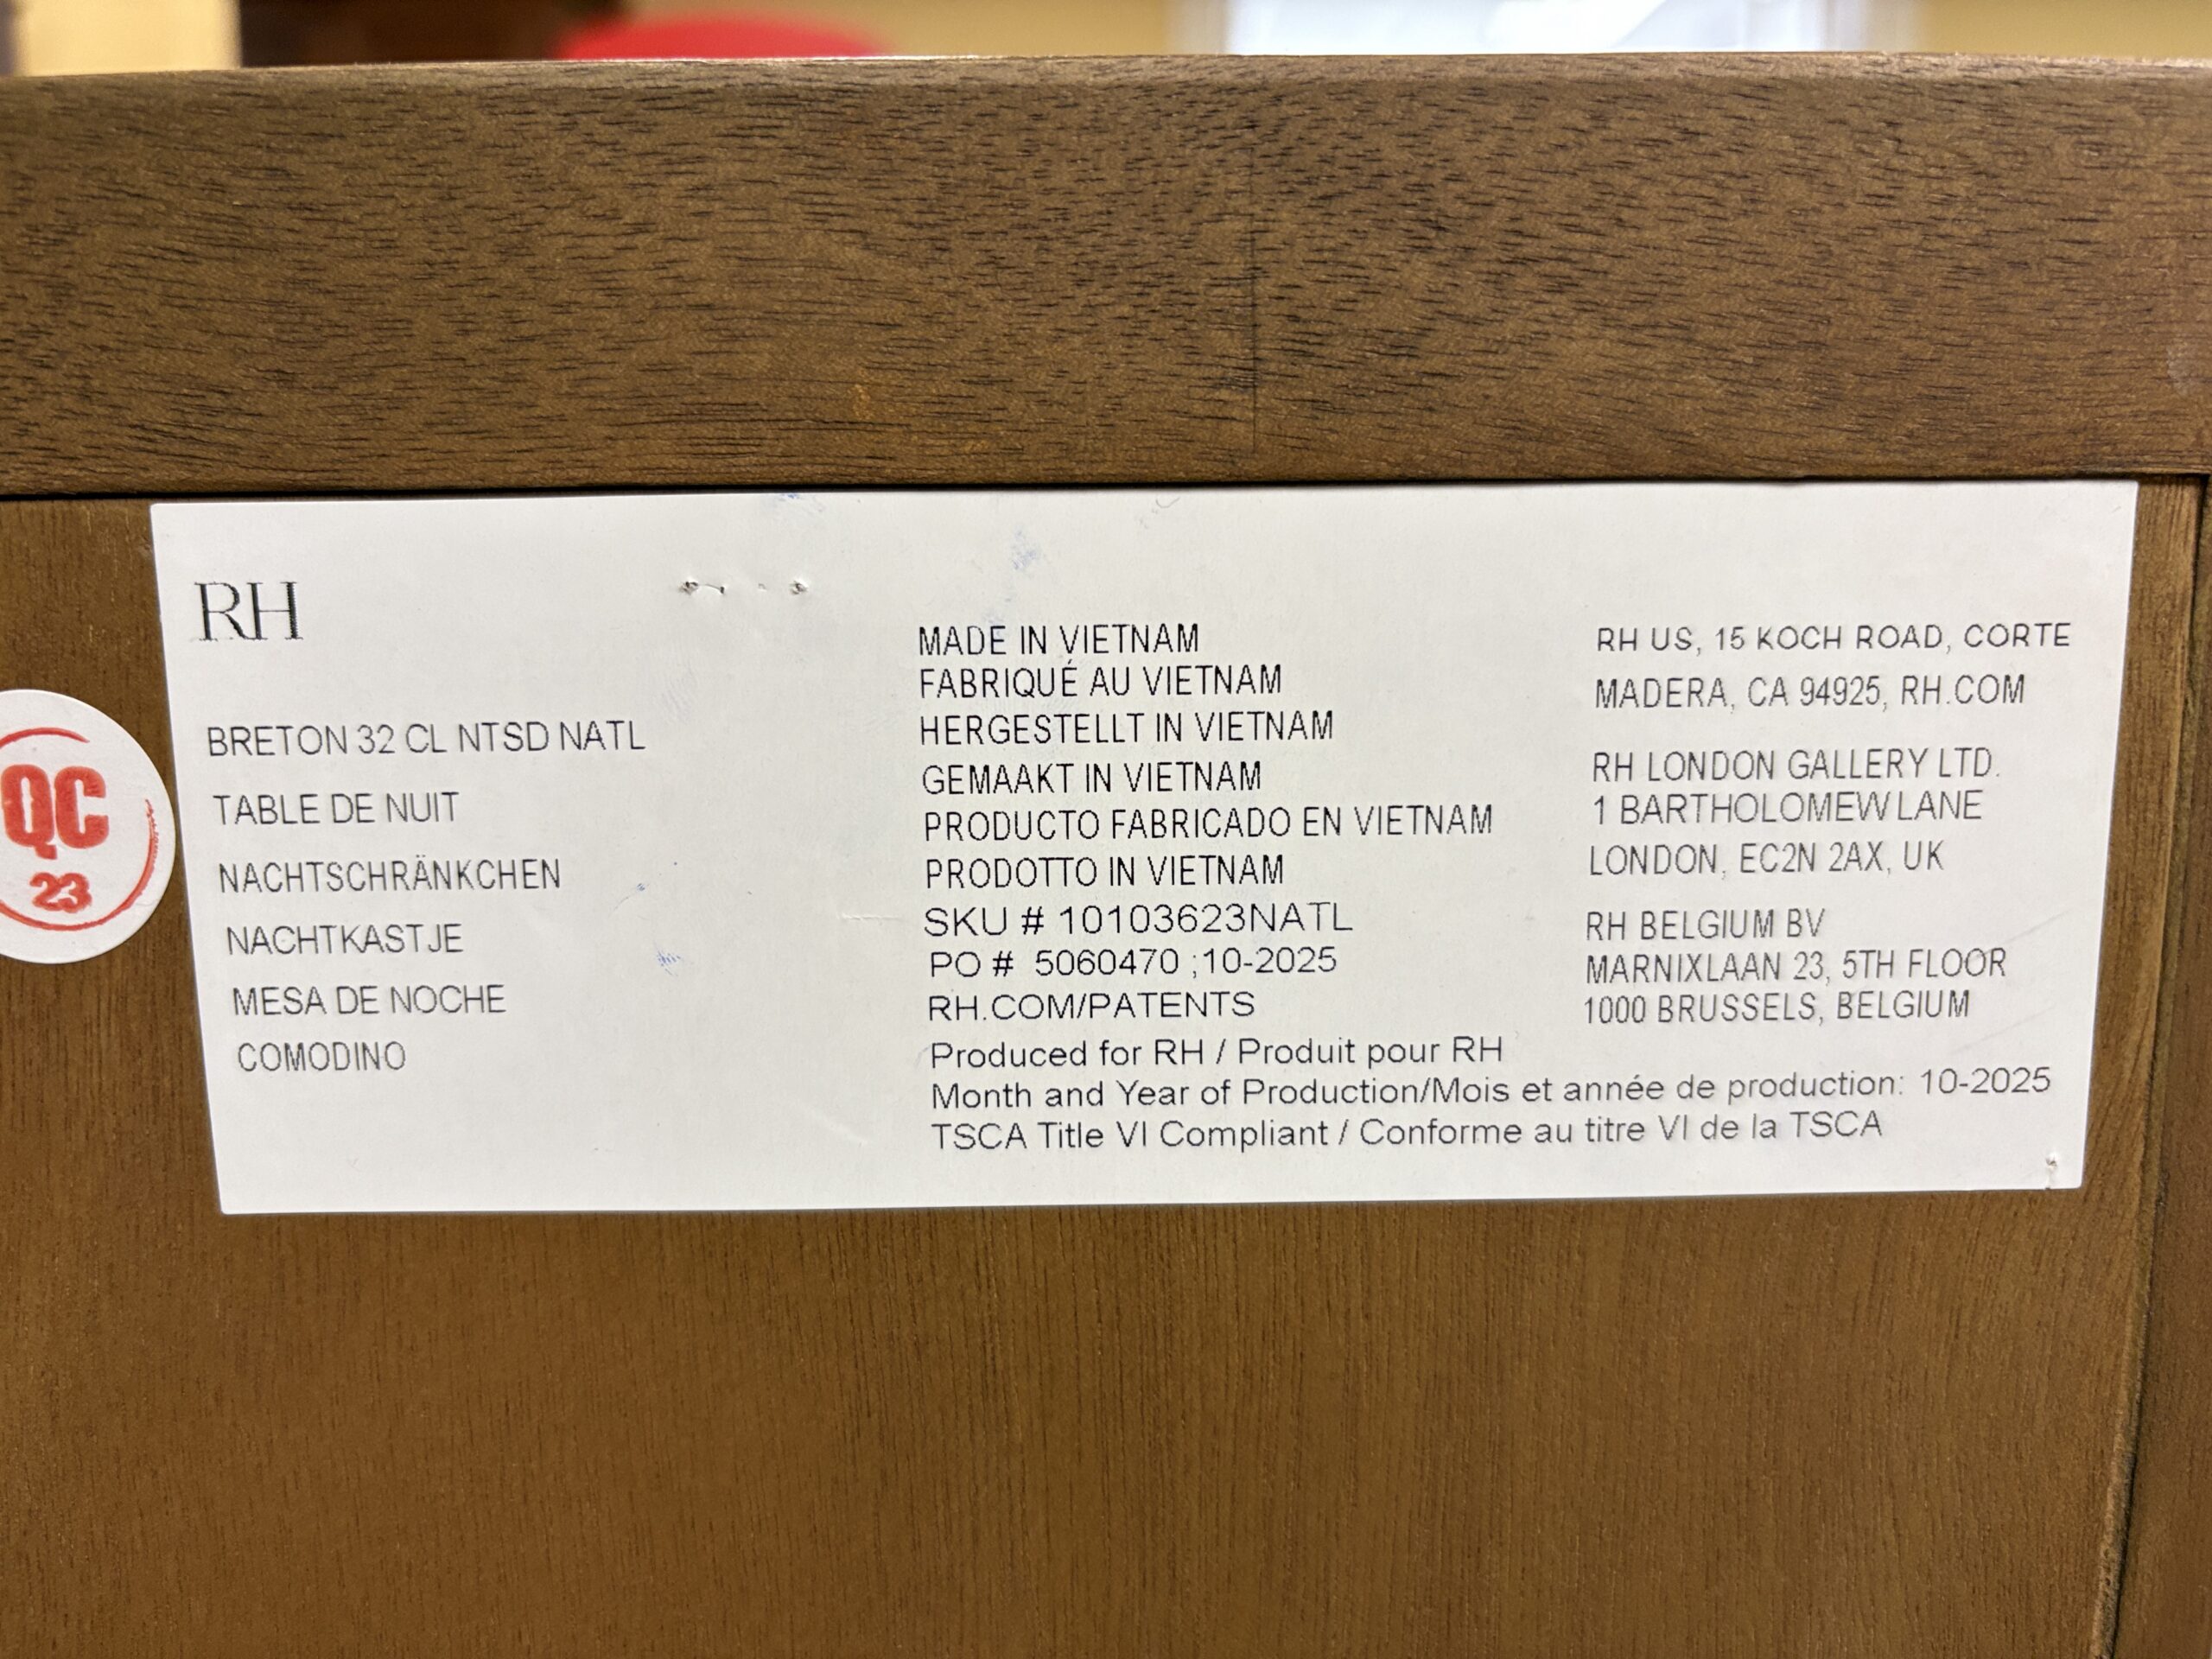 RH
BRETON 32 CL NTSD NATL
TABLE DE NUIT
NACHTSCHRÄNKCHEN
NACHTKASTJE
MESA DE NOCHE
COMODINO
MADE IN VIETNAM
FABRIQUÉ AU VIETNAM
HERGESTELLT IN VIETNAM
GEMAAKT IN VIETNAM
PRODUCTO FABRICADO EN VIETNAM
PRODOTTO IN VIETNAM
SKU # 10103623NATL
PO # 5060470 ;10-2025
RH.COM/PATENTS
Produced for RH / Produit pour RH
Month and Year of Production/Mois et année de production: 10-2025
TSCA Title VI Compliant / Conforme au titre VI de la TSCA
RH US, 15 KOCH ROAD, CORTE
MADERA, CA 94925, RH.COM
RH LONDON GALLERY LTD.
1 BARTHOLOMEW LANE
LONDON, EC2N 2AX, UK
RH BELGIUM BV
MARNIXLAAN 23, 5TH FLOOR
1000 BRUSSELS, BELGIUM
QC
23